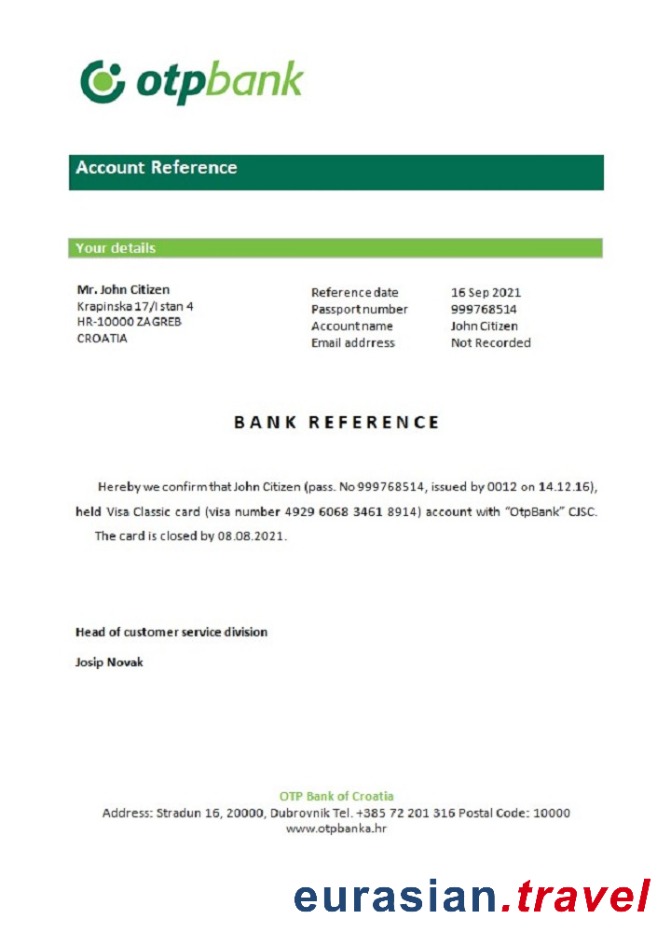 otpbank
Account Reference
Your details
Mr. John Citizen
Krapinska 17/I stan 4
HR-10000 ZAGREB
CROATIA
Reference date 16 Sep 2021
Passport number 999768514
Account name John Citizen
Email addrress Not Recorded
BANK REFERENCE
Hereby we confirm that John Citizen (pass. No 999768514, issued by 0012 on 14.12.16),
held Visa Classic card (visa number 4929 6068 3461 8914) account with "OtpBank" CJSC.
The card is closed by 08.08.2021.
Head of customer service division
Josip Novak
OTP Bank of Croatia
Address: Stradun 16, 20000, Dubrovnik Tel. +385 72 201 316 Postal Code: 10000
www.otpbanka.hr
eurasian.travel